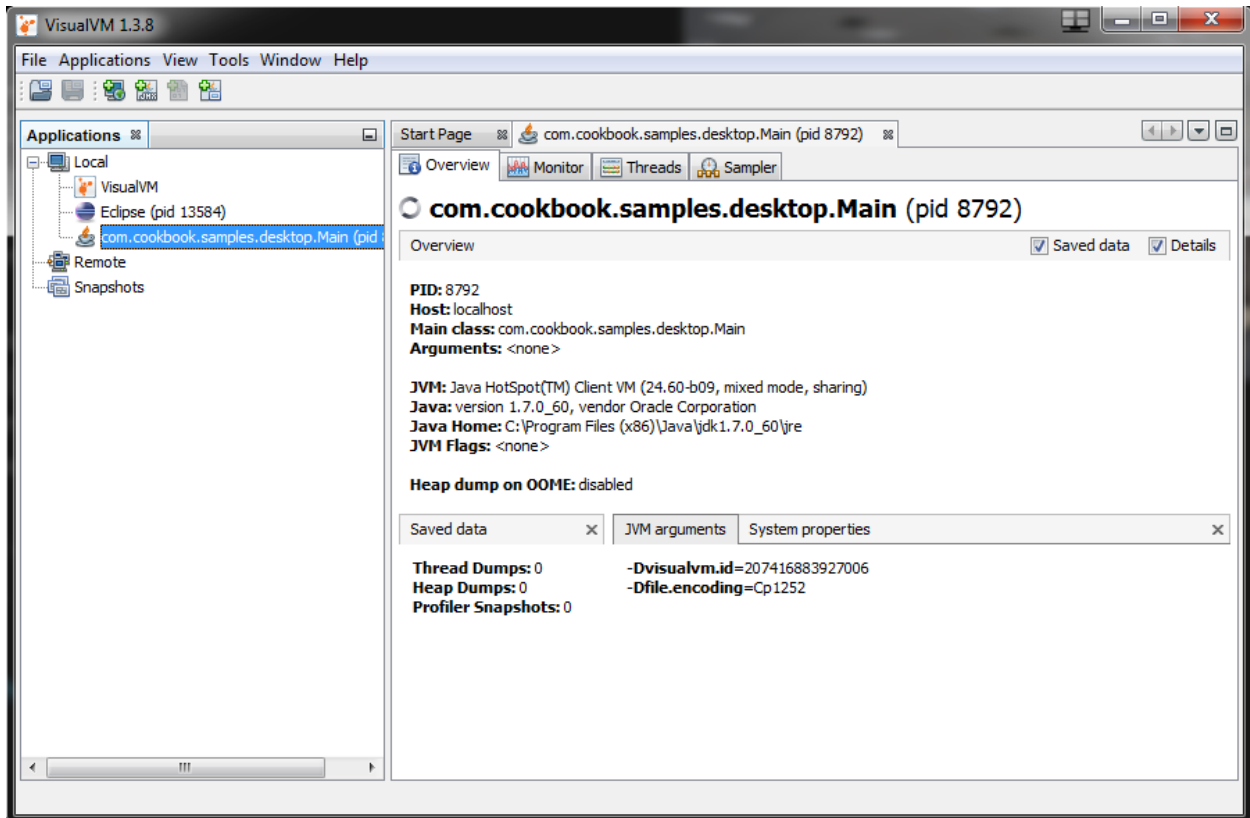 VisualVM 1.3.8
File Applications View Tools Window Help
Applications
Local
VisualVM
Eclipse (pid 13584)
com.cookbook.samples.desktop.Main (pid
Remote
Snapshots
Start Page com.cookbook.samples.desktop.Main (pid 8792)
Overview Monitor Threads Sampler
com.cookbook.samples.desktop.Main (pid 8792)
Overview Saved data Details
PID: 8792
Host: localhost
Main class: com.cookbook.samples.desktop.Main
Arguments: <none>
JVM: Java HotSpot(TM) Client VM (24.60-b09, mixed mode, sharing)
Java: version 1.7.0_60, vendor Oracle Corporation
Java Home: C:\Program Files (x86)\Java\jdk1.7.0_60\jre
JVM Flags: <none>
Heap dump on OOME: disabled
Saved data
Thread Dumps: 0
Heap Dumps: 0
Profiler Snapshots: 0
JVM arguments System properties
-Dvisualvm.id=207416883927006
-Dfile.encoding=Cp1252